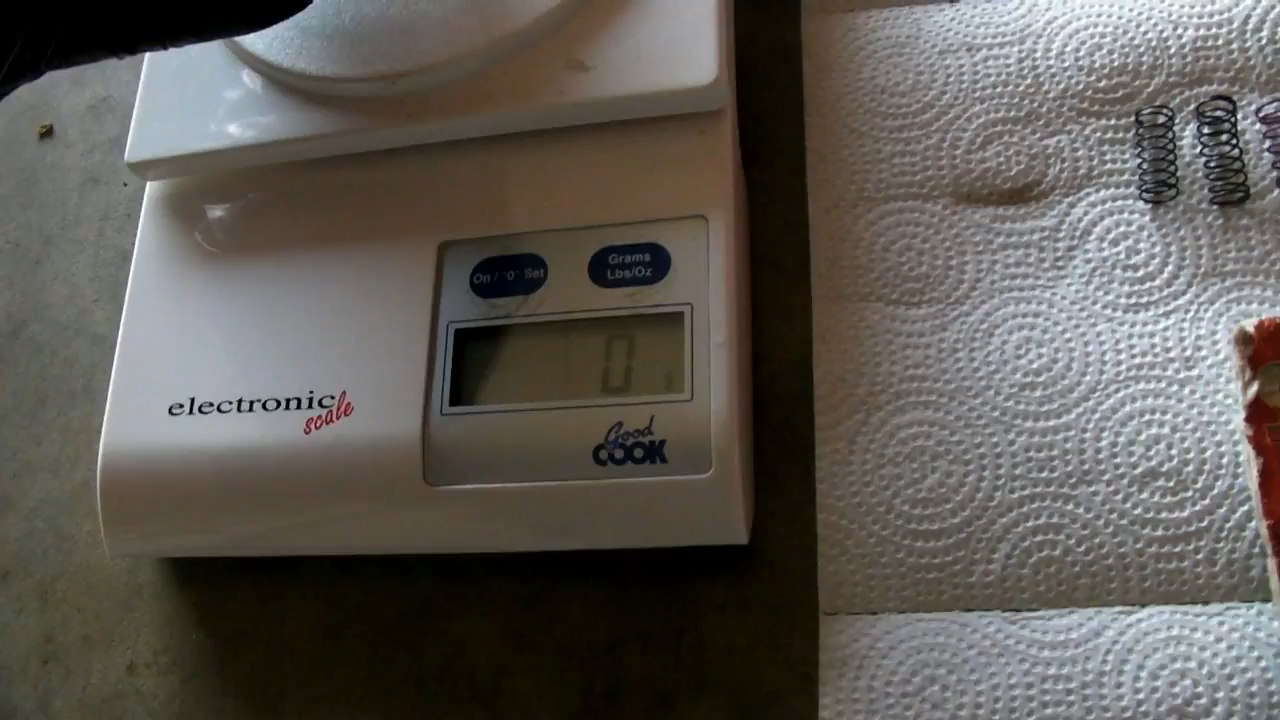 On / "0" Set
Grams
Lbs/Oz
0
electronic
scale
Good
COOK